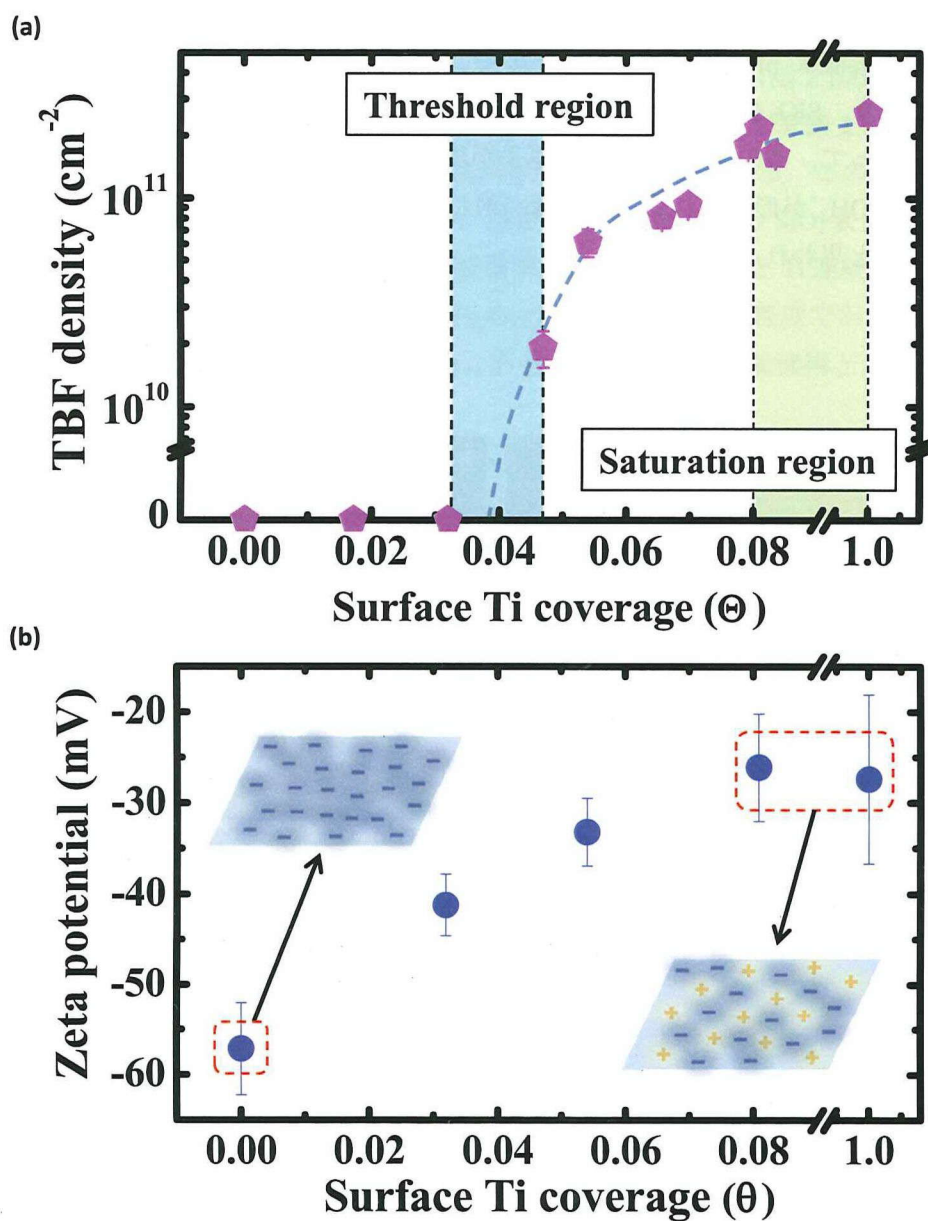 (a)
Threshold region
Saturation region
TBF density (cm⁻²)
10¹¹
10¹⁰
0
0.00 0.02 0.04 0.06 0.08 1.0
Surface Ti coverage (Θ)
(b)
Zeta potential (mV)
-20
-30
-40
-50
-60
0.00 0.02 0.04 0.06 0.08 1.0
Surface Ti coverage (θ)